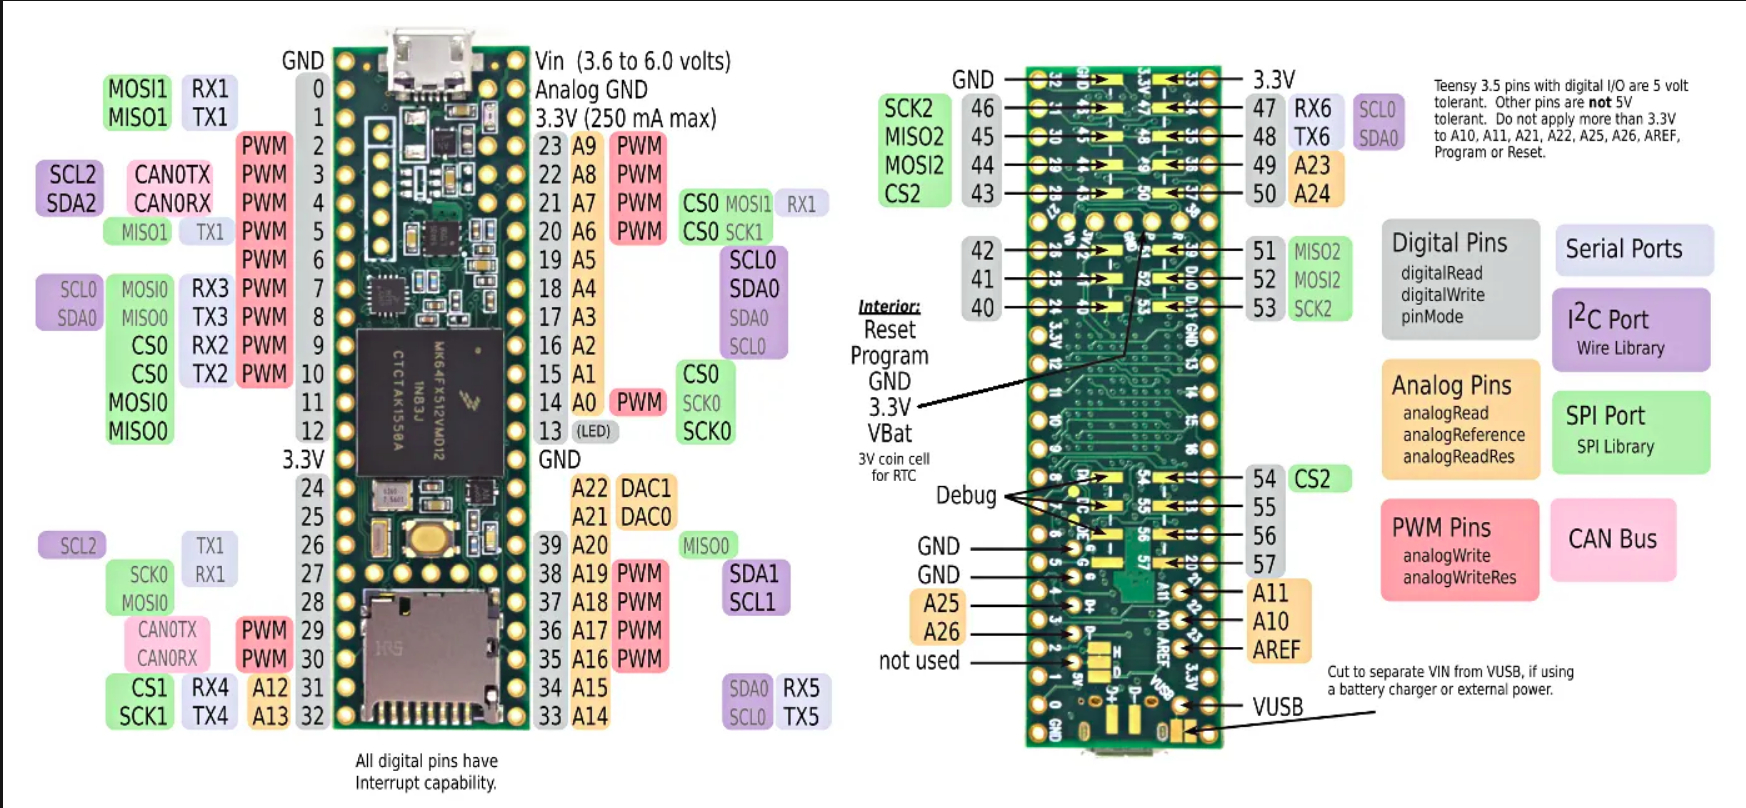 GND Vin (3.6 to 6.0 volts)
MOSI1 RX1 0 Analog GND
MISO1 TX1 1 3.3V (250 mA max)
PWM 2 23 A9 PWM
SCL2 CAN0TX PWM 3 22 A8 PWM
SDA2 CAN0RX PWM 4 21 A7 PWM CS0 MOSI1 RX1
MISO1 TX1 PWM 5 20 A6 PWM CS0 SCK1
PWM 6 19 A5 SCL0
SCL0 MOSI0 RX3 PWM 7 18 A4 SDA0
SDA0 MISO0 TX3 PWM 8 17 A3 SDA0
CS0 RX2 PWM 9 16 A2 SCL0
CS0 TX2 PWM 10 15 A1 CS0
MOSI0 11 14 A0 PWM SCK0
MISO0 12 13 (LED) SCK0
3.3V GND
24 A22 DAC1
25 A21 DAC0
SCL2 TX1 26 39 A20 MISO0
SCK0 RX1 27 38 A19 PWM SDA1
MOSI0 28 37 A18 PWM SCL1
CAN0TX PWM 29 36 A17 PWM
CAN0RX PWM 30 35 A16 PWM
CS1 RX4 A12 31 34 A15 SDA0 RX5
SCK1 TX4 A13 32 33 A14 SCL0 TX5
MK64FX512VMD12
1N83J
CTCTAK1550A
All digital pins have
Interrupt capability.
GND 3.3V
SCK2 46 47 RX6 SCL0
MISO2 45 48 TX6 SDA0
MOSI2 44 49 A23
CS2 43 50 A24
42 51 MISO2
41 52 MOSI2
40 53 SCK2
Interior:
Reset
Program
GND
3.3V
VBat
3V coin cell
for RTC
Debug
54 CS2
55
56
57
GND
GND
A25
A26
not used
A11
A10
AREF
VUSB
Teensy 3.5 pins with digital I/O are 5 volt
tolerant. Other pins are not 5V
tolerant. Do not apply more than 3.3V
to A10, A11, A21, A22, A25, A26, AREF,
Program or Reset.
Digital Pins
digitalRead
digitalWrite
pinMode
Serial Ports
I2C Port
Wire Library
Analog Pins
analogRead
analogReference
analogReadRes
SPI Port
SPI Library
PWM Pins
analogWrite
analogWriteRes
CAN Bus
Cut to separate VIN from VUSB, if using
a battery charger or external power.